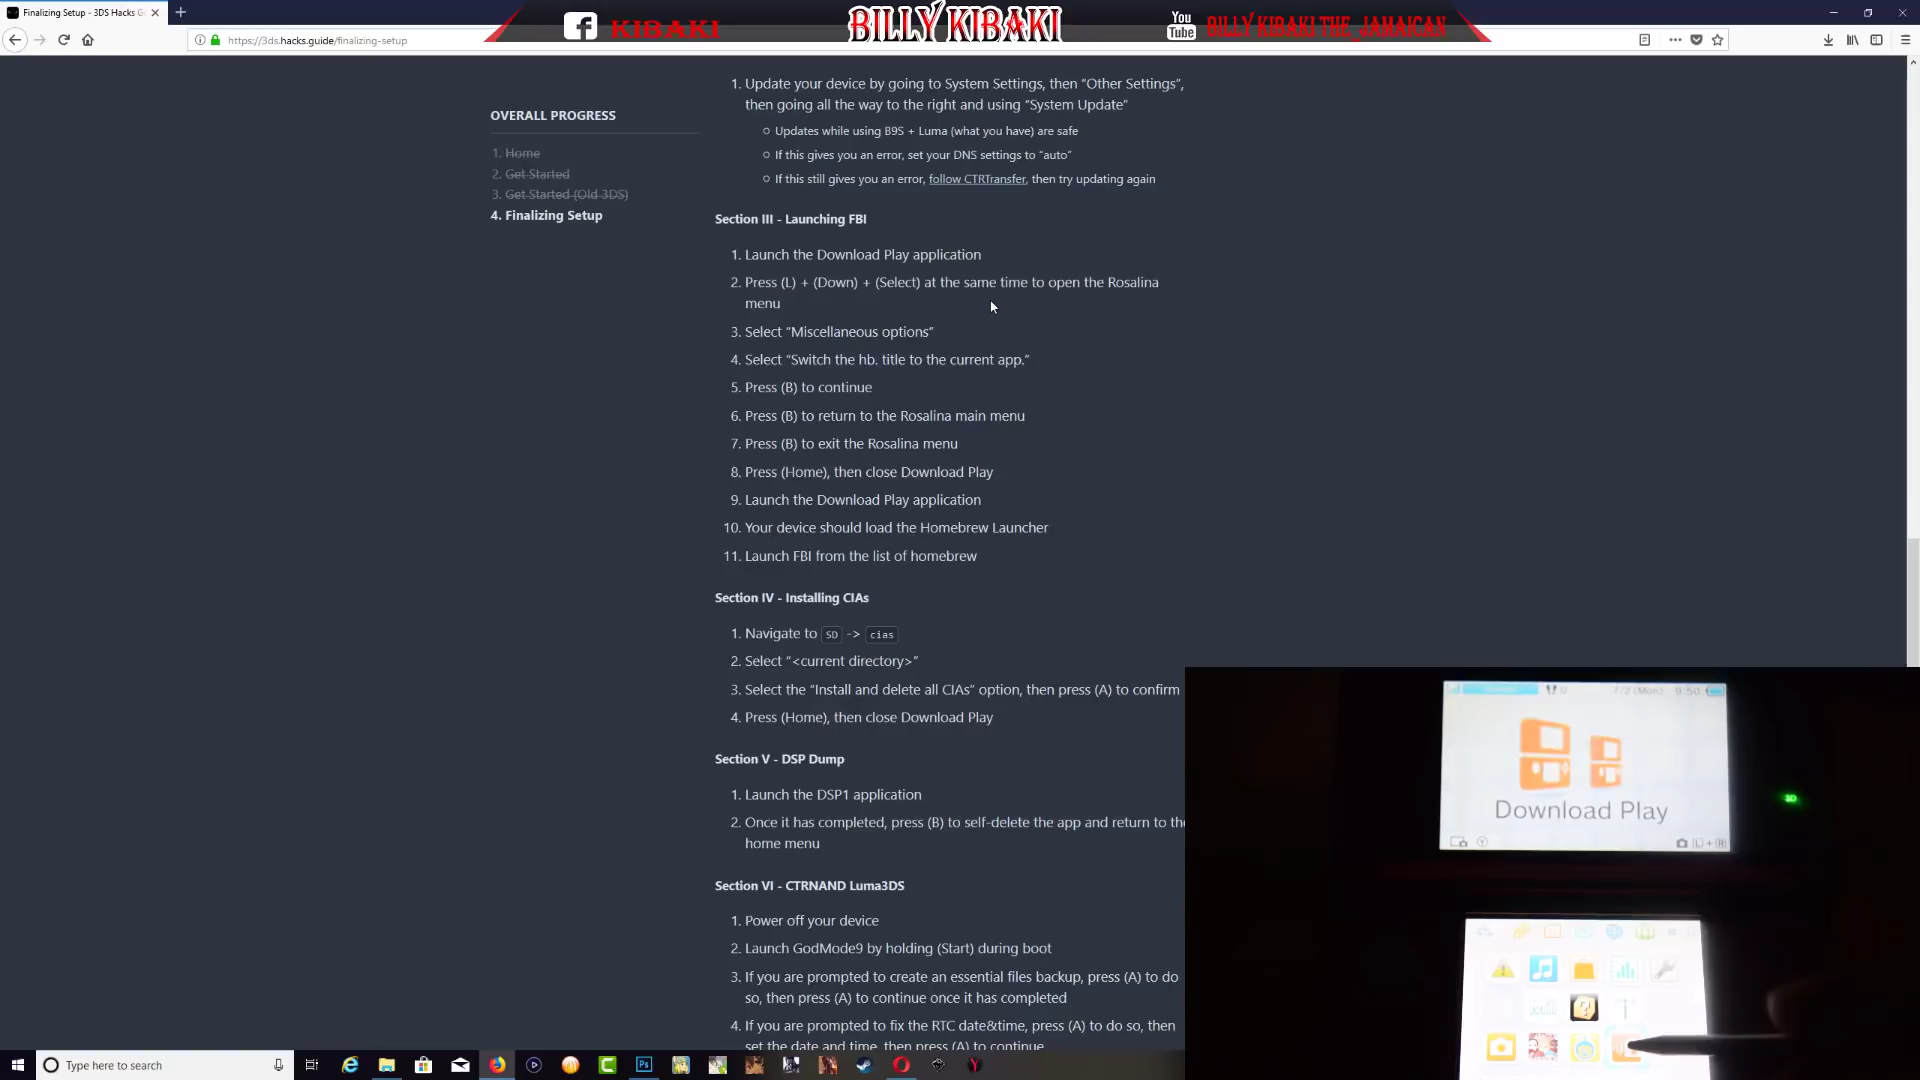 Finalizing Setup - 3DS Hacks G
KIBAKI
BILLY KIBAKI
You
Tube
BILLY KIBAKI THE_JAMAICAN
https://3ds.hacks.guide/finalizing-setup
OVERALL PROGRESS
1. Home
2. Get Started
3. Get Started (Old 3DS)
4. Finalizing Setup
1. Update your device by going to System Settings, then “Other Settings”,
then going all the way to the right and using “System Update”
Updates while using B9S + Luma (what you have) are safe
If this gives you an error, set your DNS settings to “auto”
If this still gives you an error, follow CTRTransfer, then try updating again
Section III - Launching FBI
1. Launch the Download Play application
2. Press (L) + (Down) + (Select) at the same time to open the Rosalina
menu
3. Select “Miscellaneous options”
4. Select “Switch the hb. title to the current app.”
5. Press (B) to continue
6. Press (B) to return to the Rosalina main menu
7. Press (B) to exit the Rosalina menu
8. Press (Home), then close Download Play
9. Launch the Download Play application
10. Your device should load the Homebrew Launcher
11. Launch FBI from the list of homebrew
Section IV - Installing CIAs
1. Navigate to SD -> cias
2. Select “<current directory>”
3. Select the “Install and delete all CIAs” option, then press (A) to confirm
4. Press (Home), then close Download Play
Section V - DSP Dump
1. Launch the DSP1 application
2. Once it has completed, press (B) to self-delete the app and return to the
home menu
Section VI - CTRNAND Luma3DS
1. Power off your device
2. Launch GodMode9 by holding (Start) during boot
3. If you are prompted to create an essential files backup, press (A) to do
so, then press (A) to continue once it has completed
4. If you are prompted to fix the RTC date&time, press (A) to do so, then
set the date and time, then press (A) to continue
7/2(Mon) 9:50
Download Play
3D
Type here to search